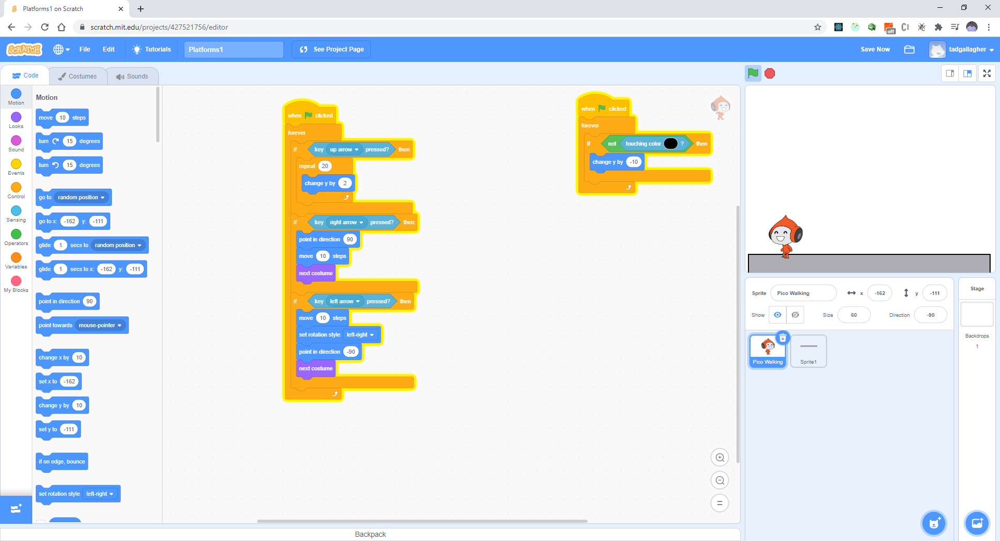 Platforms1 on Scratch
scratch.mit.edu/projects/427521756/editor
off
SCRATCH
File
Edit
Tutorials
Platforms1
See Project Page
Save Now
tadgallagher
Code
Costumes
Sounds
Motion
Looks
Sound
Events
Control
Sensing
Operators
Variables
My Blocks
Motion
move 10 steps
turn 15 degrees
turn 15 degrees
go to random position
go to x: -162 y: -111
glide 1 secs to random position
glide 1 secs to x: -162 y: -111
point in direction 90
point towards mouse-pointer
change x by 10
set x to -162
change y by 10
set y to -111
if on edge, bounce
set rotation style left-right
when clicked
forever
if key up arrow pressed? then
repeat 20
change y by 2
if key right arrow pressed? then
point in direction 90
move 10 steps
next costume
if key left arrow pressed? then
move 10 steps
set rotation style left-right
point in direction -90
next costume
when clicked
forever
if not touching color ? then
change y by -10
Sprite Pico Walking x -162 y -111
Show Size 60 Direction -90
Pico Walking
Sprite1
Stage
Backdrops
1
Backpack